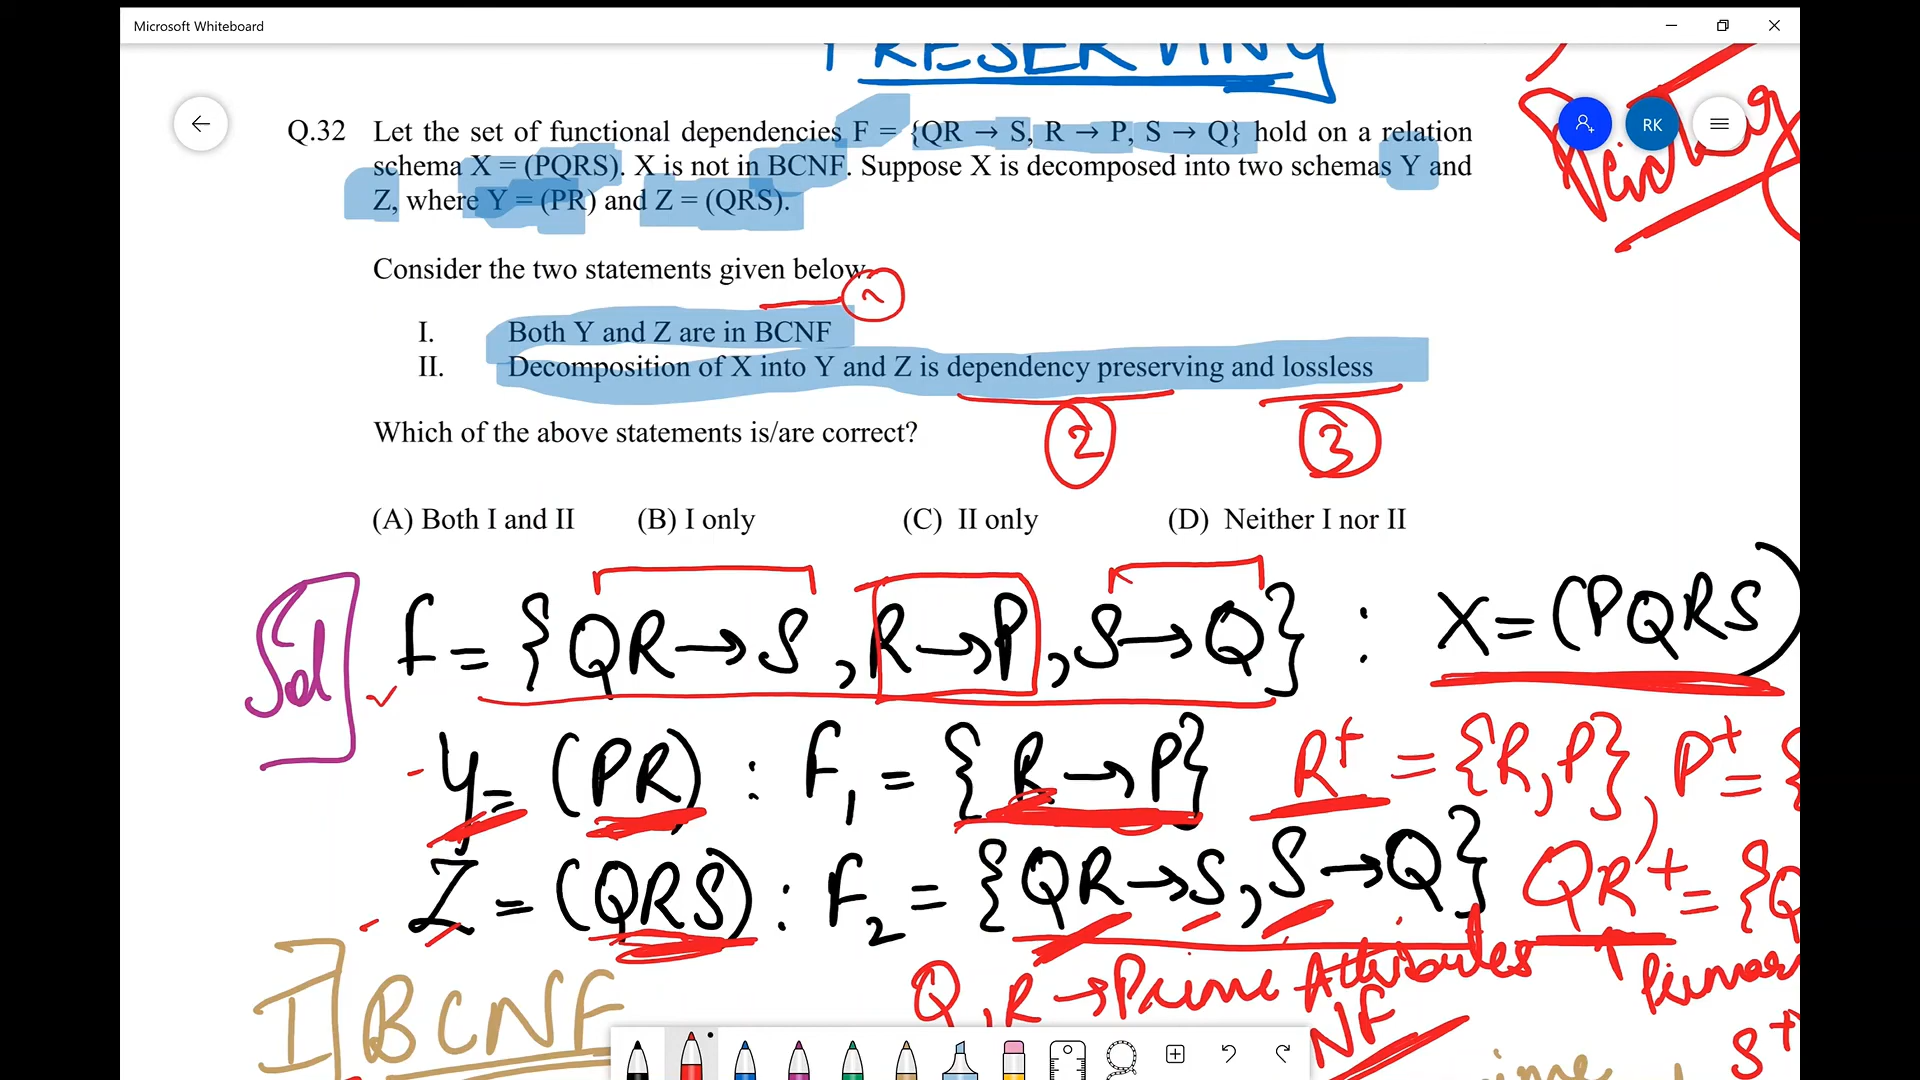 Microsoft Whiteboard
PRESERVING
RK
Q.32 Let the set of functional dependencies F = {QR → S, R → P, S → Q} hold on a relation
schema X = (PQRS). X is not in BCNF. Suppose X is decomposed into two schemas Y and
Z, where Y = (PR) and Z = (QRS).
Consider the two statements given below.
I. Both Y and Z are in BCNF
II. Decomposition of X into Y and Z is dependency preserving and lossless
2
3
Which of the above statements is/are correct?
(A) Both I and II (B) I only (C) II only (D) Neither I nor II
Sol
F = {QR → S, R → P, S → Q} : X = (PQRS)
Y = (PR) : F1 = {R → P} R+ = {R, P}, P+ = {
Z = (QRS) : F2 = {QR → S, S → Q} QR+ = {Q
I BCNF
Q, R → Prime Attributes
NF
S+